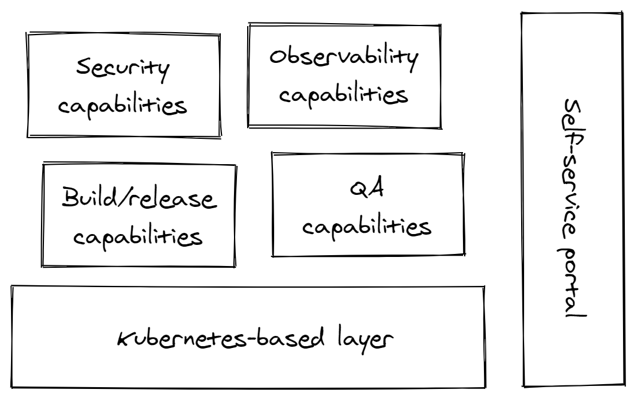 Security
capabilities
Observability
capabilities
Build/release
capabilities
QA
capabilities
Kubernetes-based layer
Self-service portal